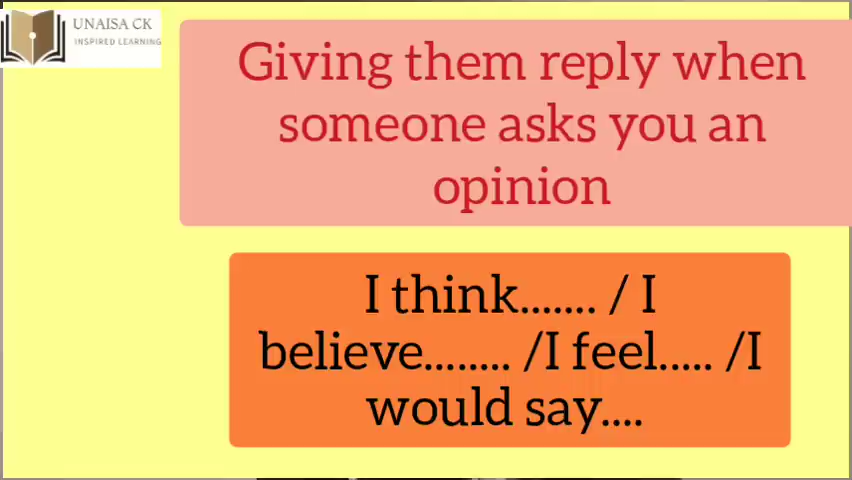 UNAISA CK
INSPIRED LEARNING
Giving them reply when
someone asks you an
opinion
I think....... / I
believe........ /I feel..... /I
would say....